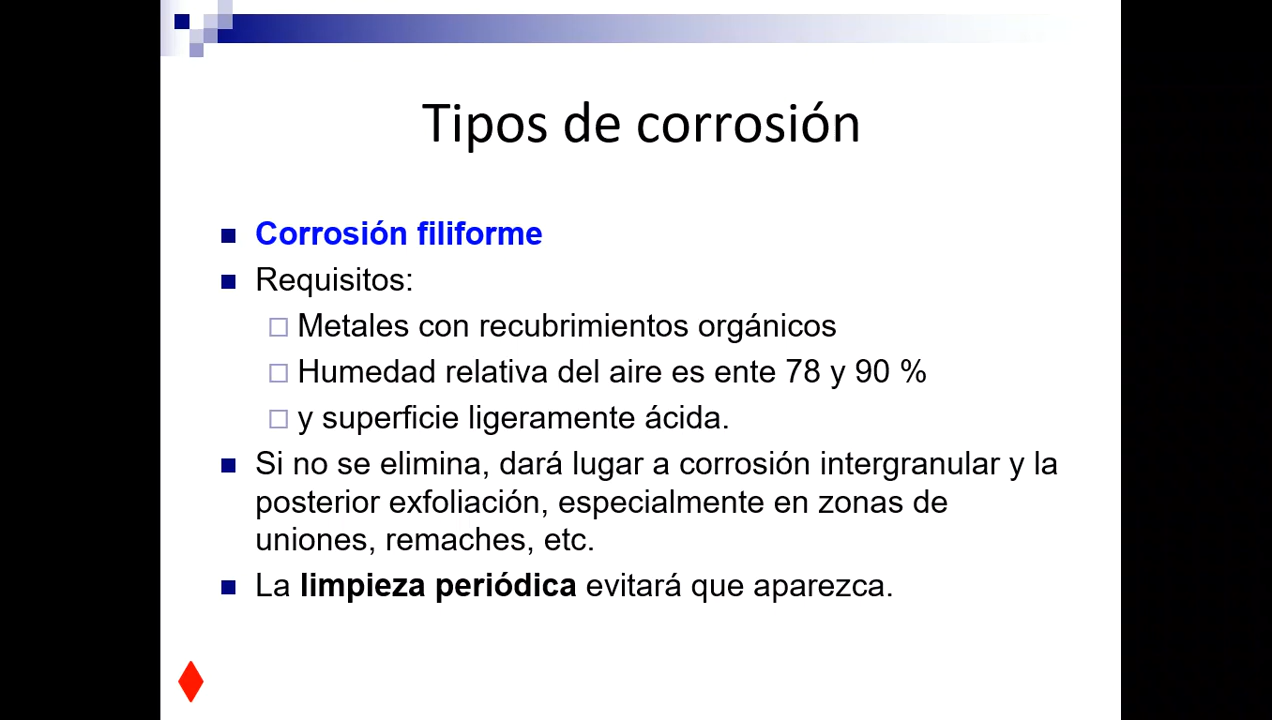 Tipos de corrosión
Corrosión filiforme
Requisitos:
Metales con recubrimientos orgánicos
Humedad relativa del aire es ente 78 y 90 %
y superficie ligeramente ácida.
Si no se elimina, dará lugar a corrosión intergranular y la
posterior exfoliación, especialmente en zonas de
uniones, remaches, etc.
La limpieza periódica evitará que aparezca.